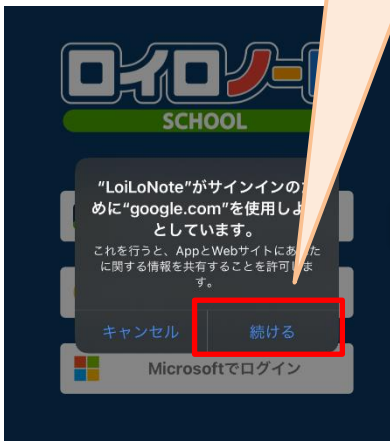 ロイロノー
SCHOOL
“LoiLoNote”がサインインの
めに“google.com”を使用しよ
としています。
これを行うと、AppとWebサイトにあ
に関する情報を共有することを許可しま
す。
キャンセル 続ける
Microsoftでログイン